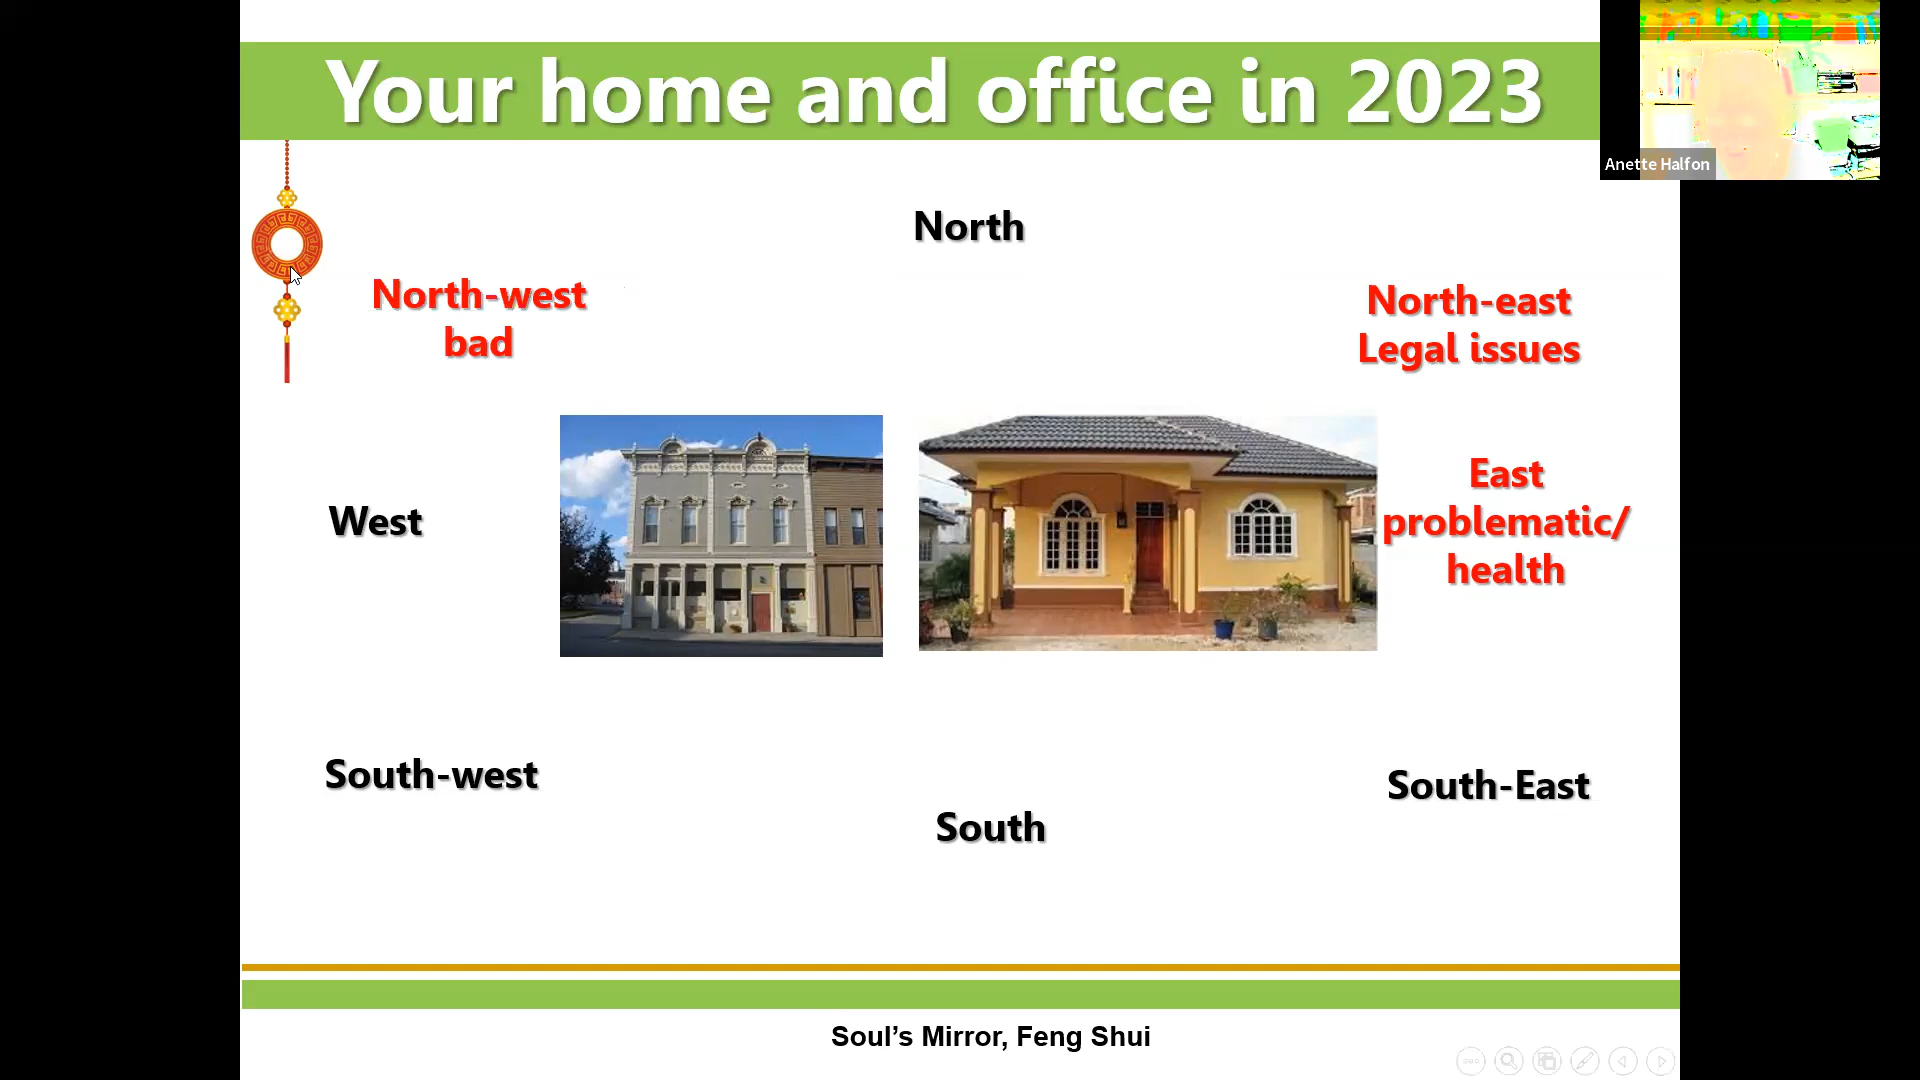 Your home and office in 2023
Anette Halfon
North
North-west
bad
North-east
Legal issues
West
East
problematic/
health
South-west
South-East
South
Soul’s Mirror, Feng Shui